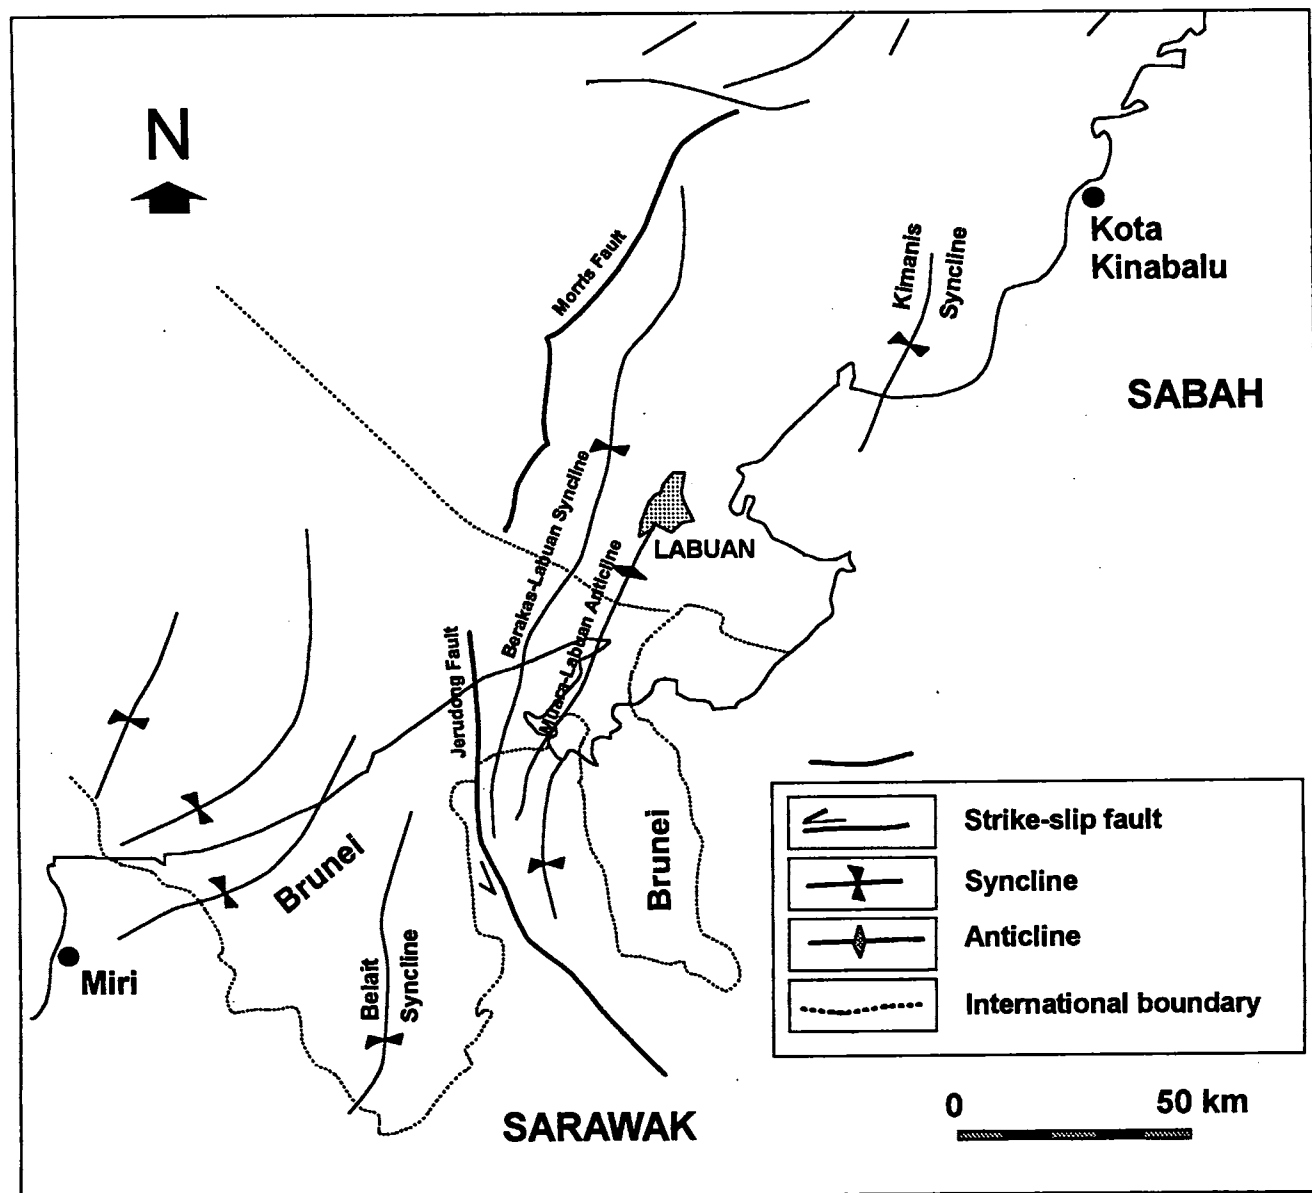 N
Kota
Kinabalu
Kimanis
Syncline
Morris Fault
SABAH
Berakas-Labuan Syncline
LABUAN
Muara-Labuan Anticline
Jerudong Fault
Brunei
Brunei
Belait
Syncline
Miri
SARAWAK
Strike-slip fault
Syncline
Anticline
International boundary
0 50 km